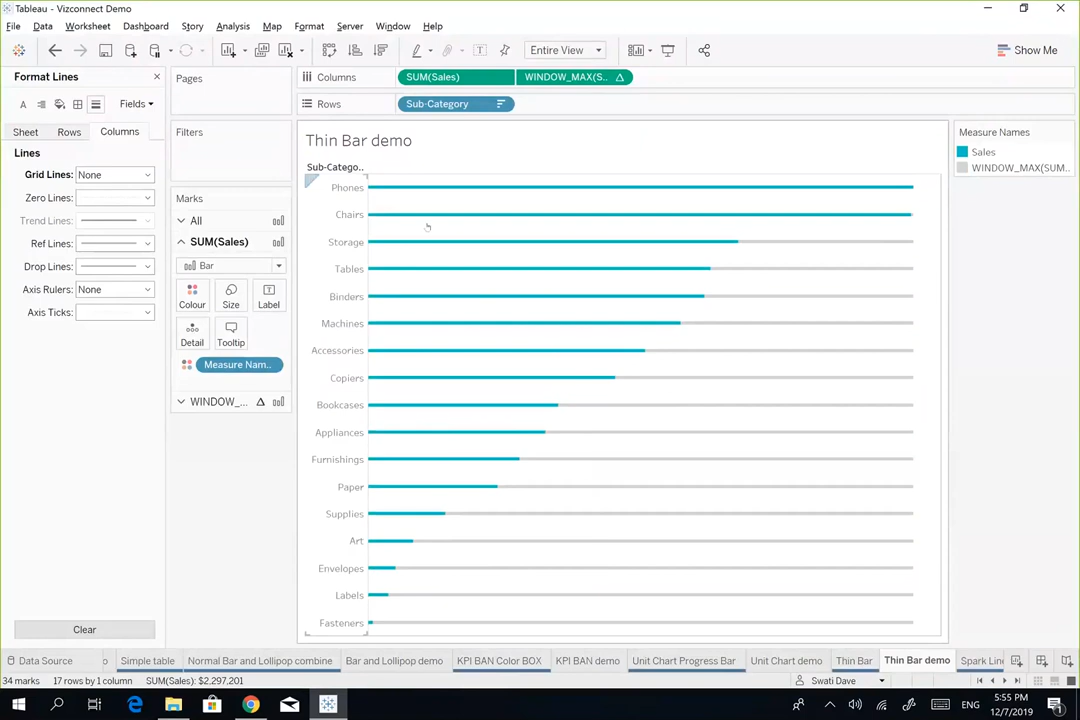 Tableau - Vizconnect Demo
File Data Worksheet Dashboard Story Analysis Map Format Server Window Help
Entire View
Show Me
Format Lines
Fields
Sheet Rows Columns
Lines
Grid Lines: None
Zero Lines:
Trend Lines:
Ref Lines:
Drop Lines:
Axis Rulers: None
Axis Ticks:
Clear
Pages
Filters
Marks
All
SUM(Sales)
Bar
Colour Size Label
Detail Tooltip
Measure Nam..
WINDOW_...
Columns SUM(Sales) WINDOW_MAX(S..
Rows Sub-Category
Thin Bar demo
Sub-Catego..
Phones
Chairs
Storage
Tables
Binders
Machines
Accessories
Copiers
Bookcases
Appliances
Furnishings
Paper
Supplies
Art
Envelopes
Labels
Fasteners
Measure Names
Sales
WINDOW_MAX(SUM...
Data Source Simple table Normal Bar and Lollipop combine Bar and Lollipop demo KPI BAN Color BOX KPI BAN demo Unit Chart Progress Bar Unit Chart demo Thin Bar Thin Bar demo Spark Line
34 marks 17 rows by 1 column SUM(Sales): $2,297,201 Swati Dave
ENG 5:55 PM
12/7/2019